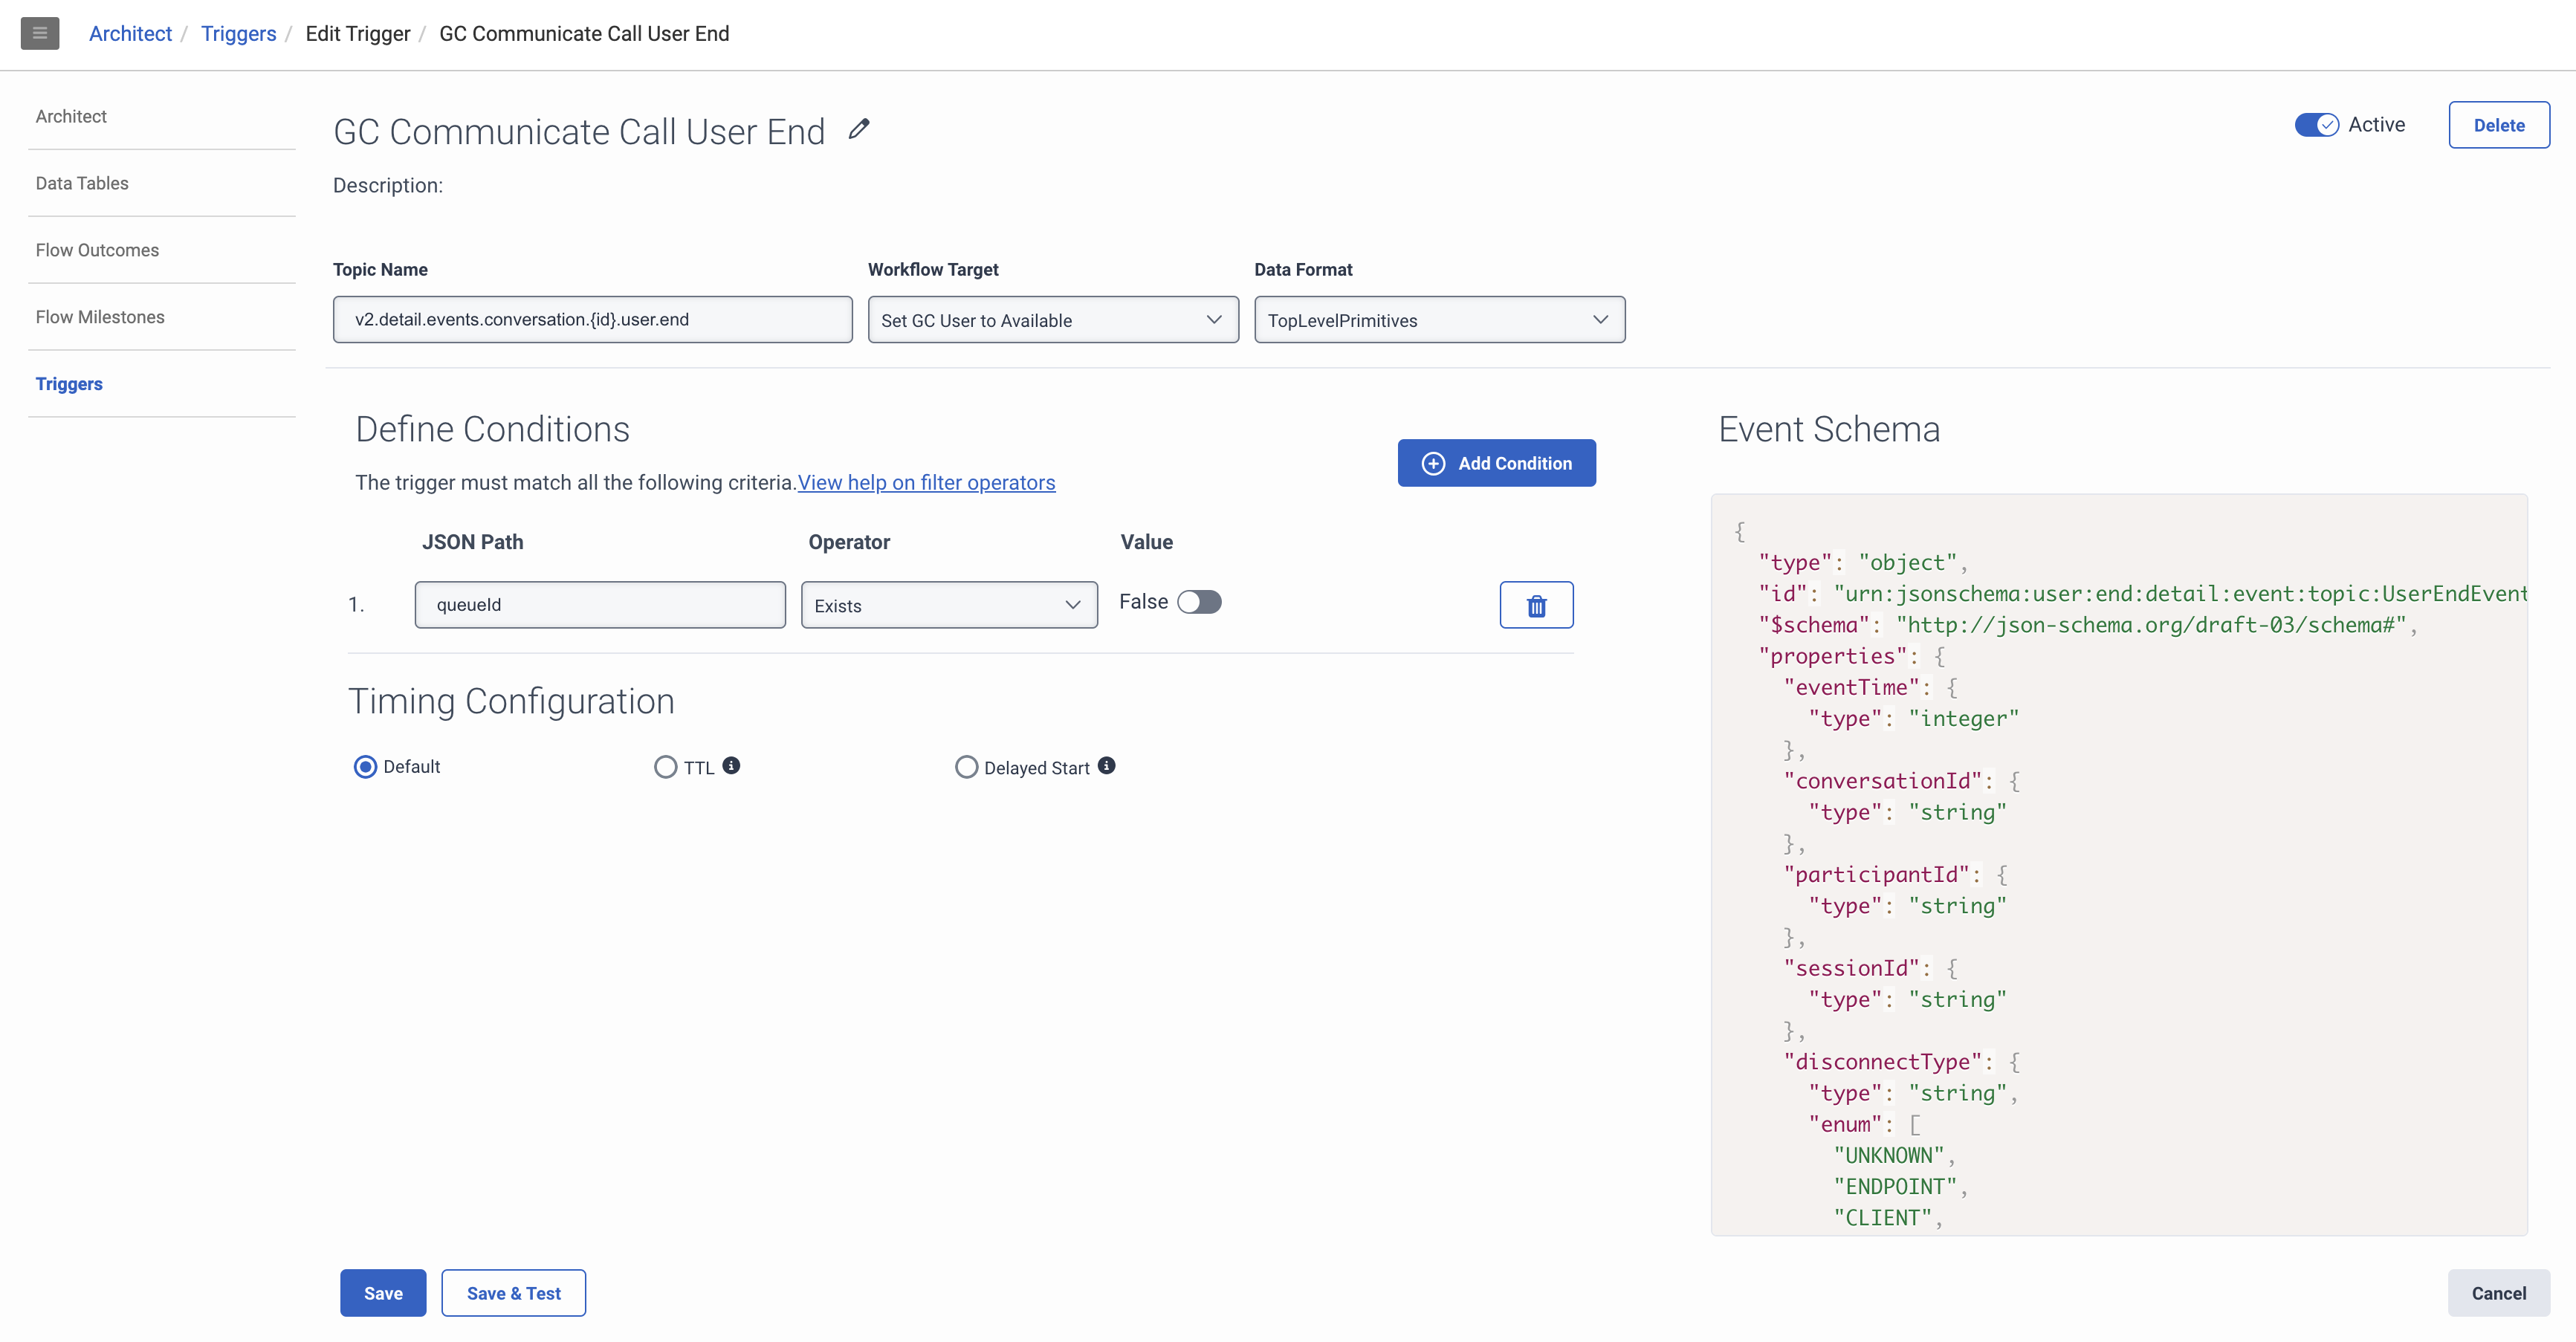 Architect / Triggers / Edit Trigger / GC Communicate Call User End
Architect
Data Tables
Flow Outcomes
Flow Milestones
Triggers
GC Communicate Call User End
Active
Delete
Description:
Topic Name
Workflow Target
Data Format
v2.detail.events.conversation.{id}.user.end
Set GC User to Available
TopLevelPrimitives
Define Conditions
The trigger must match all the following criteria.View help on filter operators
Add Condition
JSON Path
Operator
Value
1.
queueId
Exists
False
Timing Configuration
Default
TTL
Delayed Start
Event Schema
{
"type": "object",
"id": "urn:jsonschema:user:end:detail:event:topic:UserEndEvent
"$schema": "http://json-schema.org/draft-03/schema#",
"properties": {
"eventTime": {
"type": "integer"
},
"conversationId": {
"type": "string"
},
"participantId": {
"type": "string"
},
"sessionId": {
"type": "string"
},
"disconnectType": {
"type": "string",
"enum": [
"UNKNOWN",
"ENDPOINT",
"CLIENT",
Save
Save & Test
Cancel